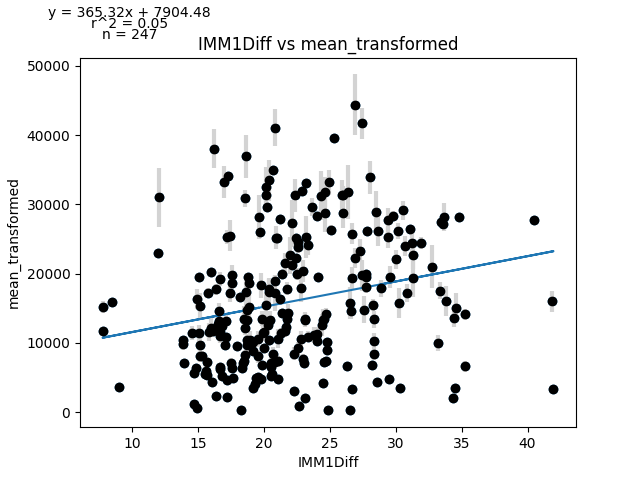 y = 365.32x + 7904.48
r^2 = 0.05
n = 247
IMM1Diff vs mean_transformed
50000
40000
30000
20000
10000
0
mean_transformed
10 15 20 25 30 35 40
IMM1Diff